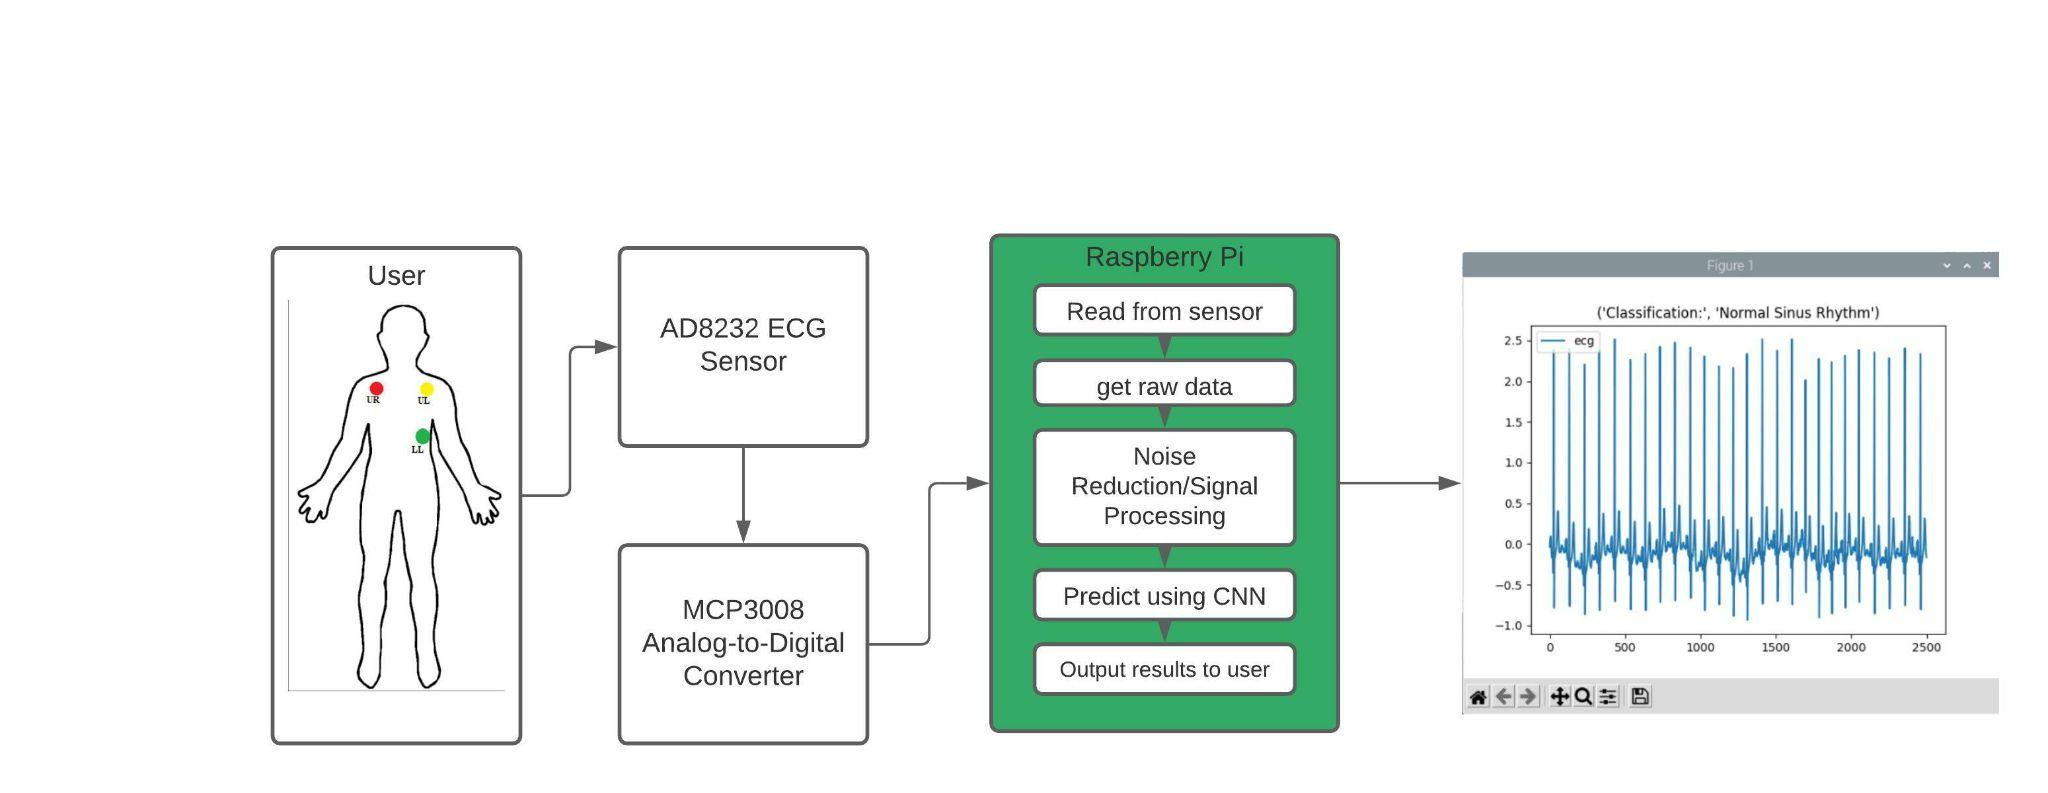 User
UR
UL
LL
AD8232 ECG
Sensor
MCP3008
Analog-to-Digital
Converter
Raspberry Pi
Read from sensor
get raw data
Noise
Reduction/Signal
Processing
Predict using CNN
Output results to user
Figure 1
('Classification:', 'Normal Sinus Rhythm')
ecg
2.5
2.0
1.5
1.0
0.5
0.0
−0.5
−1.0
0 500 1000 1500 2000 2500